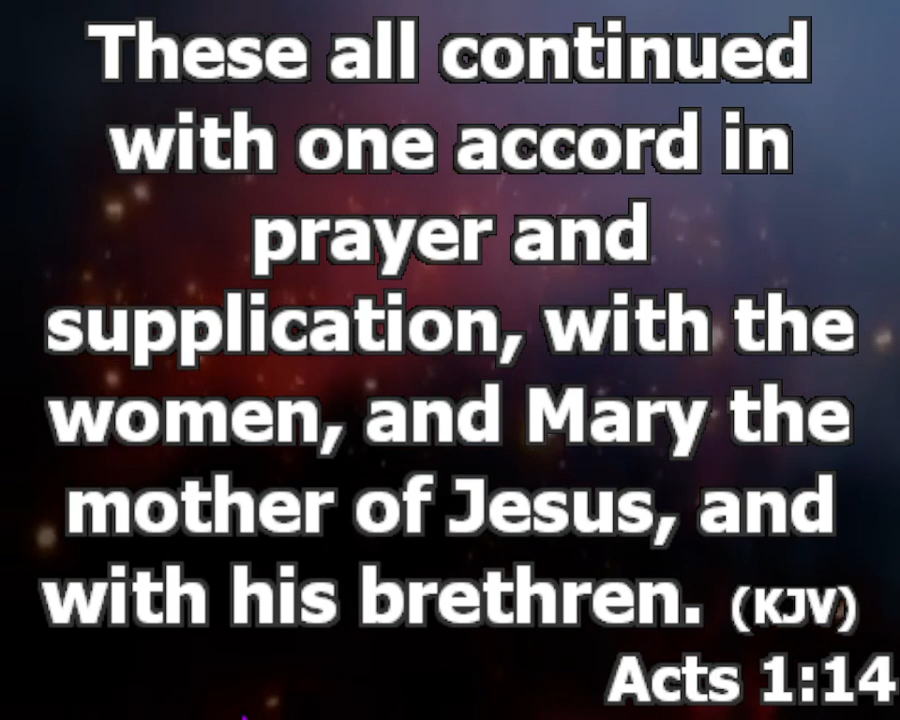 These all continued
with one accord in
prayer and
supplication, with the
women, and Mary the
mother of Jesus, and
with his brethren. (KJV)
Acts 1:14